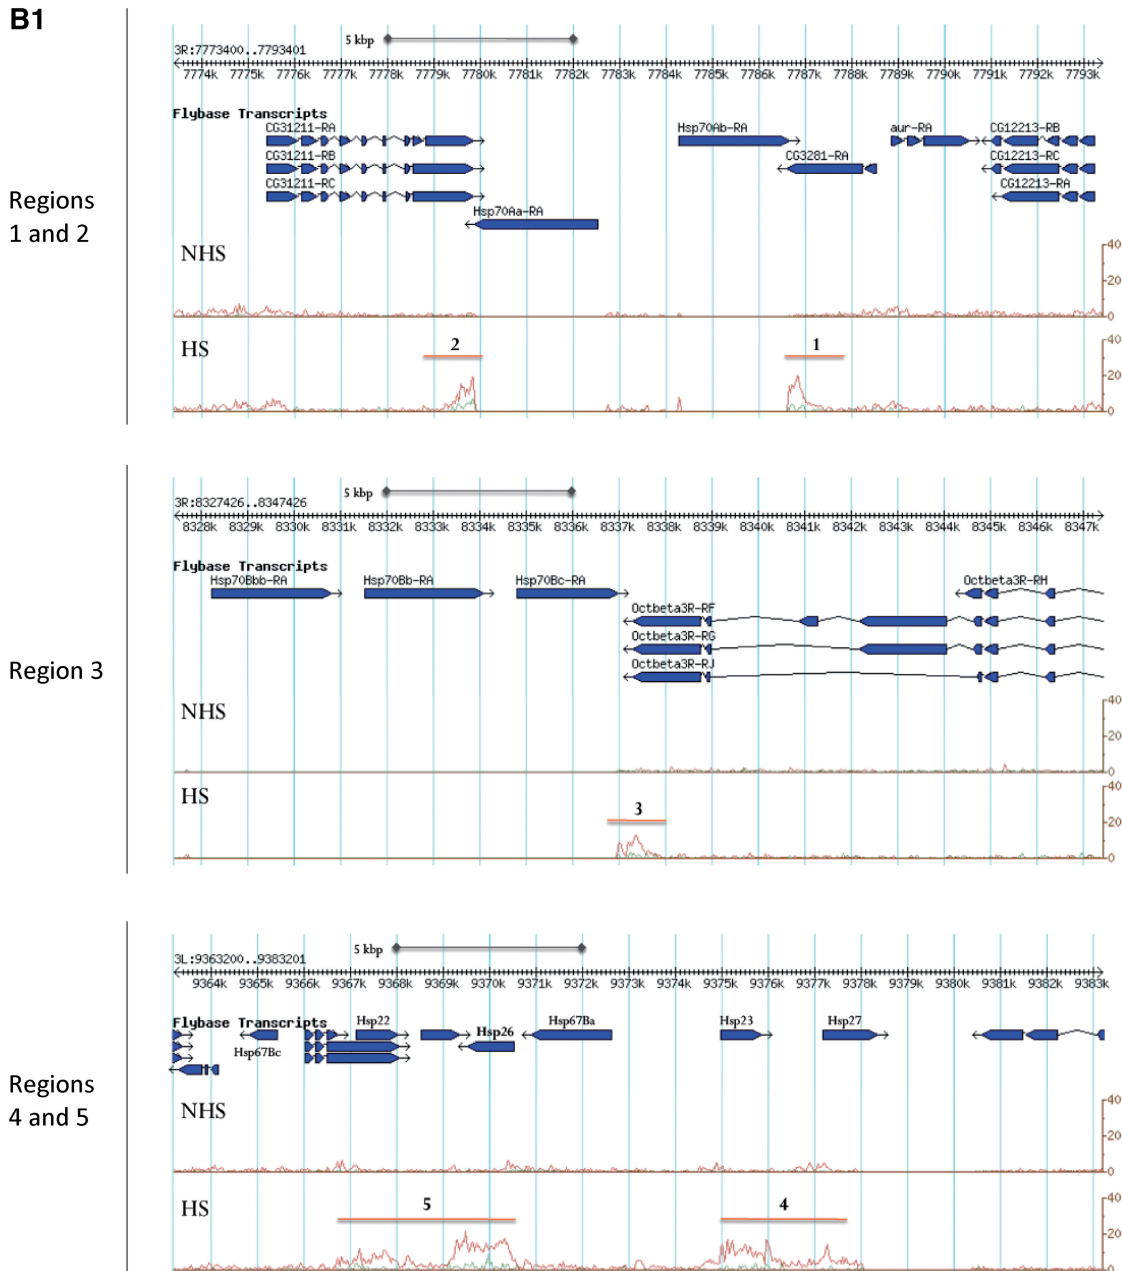 B1
5 kbp
3R:7773400..7793401
7774k 7775k 7776k 7777k 7778k 7779k 7780k 7781k 7782k 7783k 7784k 7785k 7786k 7787k 7788k 7789k 7790k 7791k 7792k 7793k
Flybase Transcripts
CG31211-RA Hsp70Ab-RA aur-RA CG12213-RB
CG31211-RB CG3281-RA CG12213-RC
CG31211-RC CG12213-RA
Hsp70Aa-RA
Regions
1 and 2
NHS
40
20
0
HS
2 1
40
20
0
5 kbp
3R:8327426..8347426
8328k 8329k 8330k 8331k 8332k 8333k 8334k 8335k 8336k 8337k 8338k 8339k 8340k 8341k 8342k 8343k 8344k 8345k 8346k 8347k
Flybase Transcripts
Hsp70Bbb-RA Hsp70Bb-RA Hsp70Bc-RA Octbeta3R-RH
Octbeta3R-RF
Octbeta3R-RG
Octbeta3R-RJ
Region 3
NHS
40
20
0
HS
3
40
20
0
5 kbp
3L:9363200..9383201
9364k 9365k 9366k 9367k 9368k 9369k 9370k 9371k 9372k 9373k 9374k 9375k 9376k 9377k 9378k 9379k 9380k 9381k 9382k 9383k
Flybase Transcripts
Hsp22 Hsp26 Hsp67Ba Hsp23 Hsp27
Hsp67Bc
Regions
4 and 5
NHS
40
20
0
HS
5 4
40
20
0